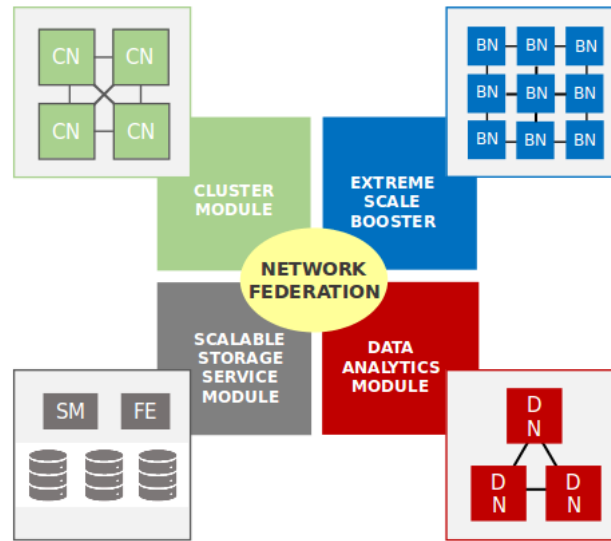 CN CN
CN CN
BN BN BN
BN BN BN
BN BN BN
CLUSTER
MODULE
EXTREME
SCALE
BOOSTER
NETWORK
FEDERATION
SCALABLE
STORAGE
SERVICE
MODULE
DATA
ANALYTICS
MODULE
SM FE
D
N
D D
N N